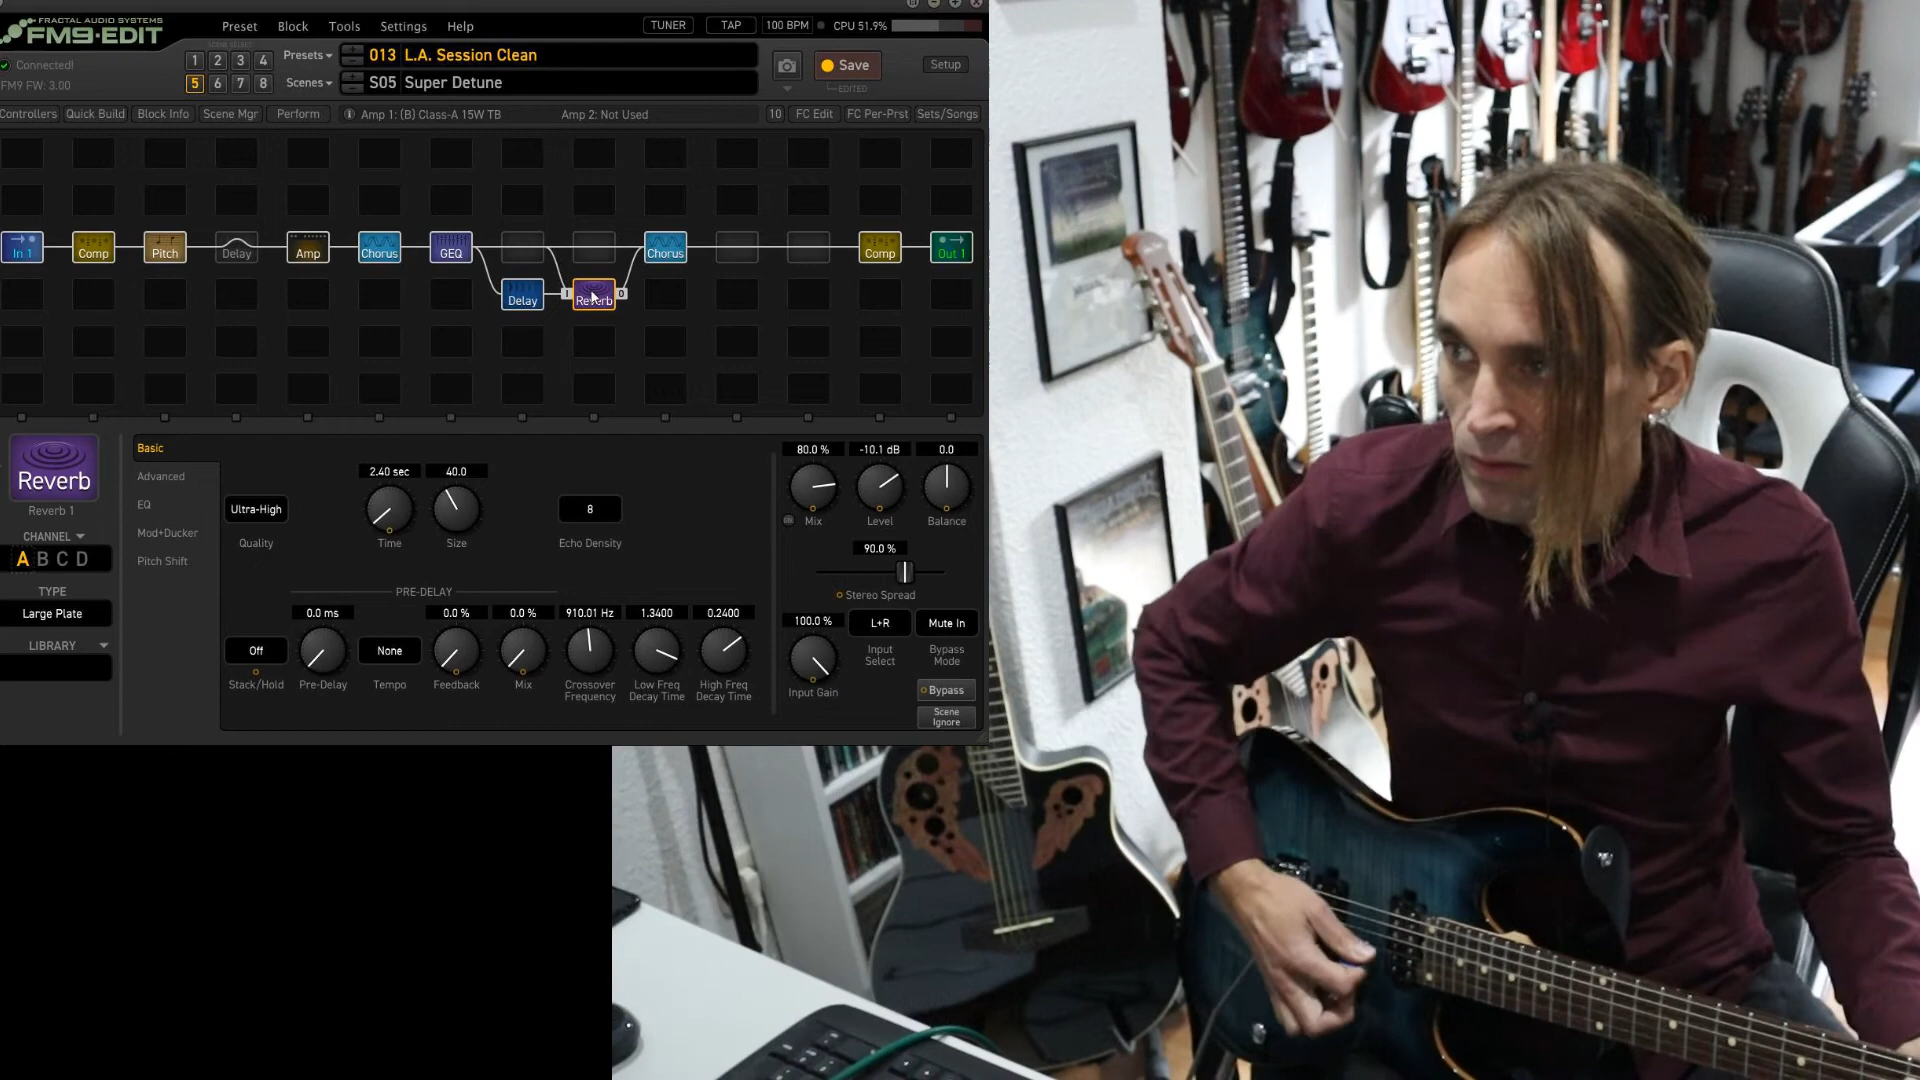 FRACTAL AUDIO SYSTEMS
FM9-EDIT
Preset Block Tools Settings Help
TUNER TAP 100 BPM CPU 51.9%
SCENE SELECT
Connected!
FM9 FW: 3.00
1 2 3 4
5 6 7 8
Presets 013 L.A. Session Clean
Scenes S05 Super Detune
Save
EDITED
Setup
Controllers Quick Build Block Info Scene Mgr Perform Amp 1: (B) Class-A 15W TB Amp 2: Not Used 10 FC Edit FC Per-Prst Sets/Songs
In 1 Comp Pitch Delay Amp Chorus GEQ Chorus Comp Out 1
Delay I Reverb O
Reverb
Reverb 1
CHANNEL
A B C D
TYPE
Large Plate
LIBRARY
Basic
Advanced
EQ
Mod+Ducker
Pitch Shift
2.40 sec 40.0
Ultra-High 8
Quality Time Size Echo Density
PRE-DELAY
0.0 ms 0.0 % 0.0 % 910.01 Hz 1.3400 0.2400
Off None
Stack/Hold Pre-Delay Tempo Feedback Mix Crossover Frequency Low Freq Decay Time High Freq Decay Time
80.0 % -10.1 dB 0.0
Mix Level Balance
90.0 %
Stereo Spread
100.0 % L+R Mute In
Input Gain Input Select Bypass Mode
Bypass
Scene Ignore